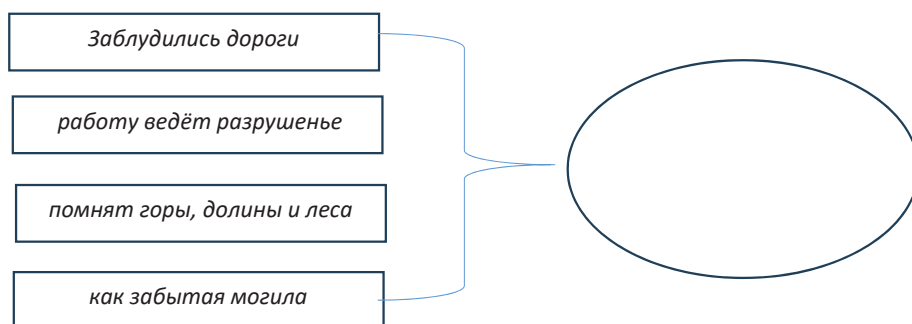 Заблудились дороги
работу ведёт разрушенье
помнят горы, долины и леса
как забытая могила